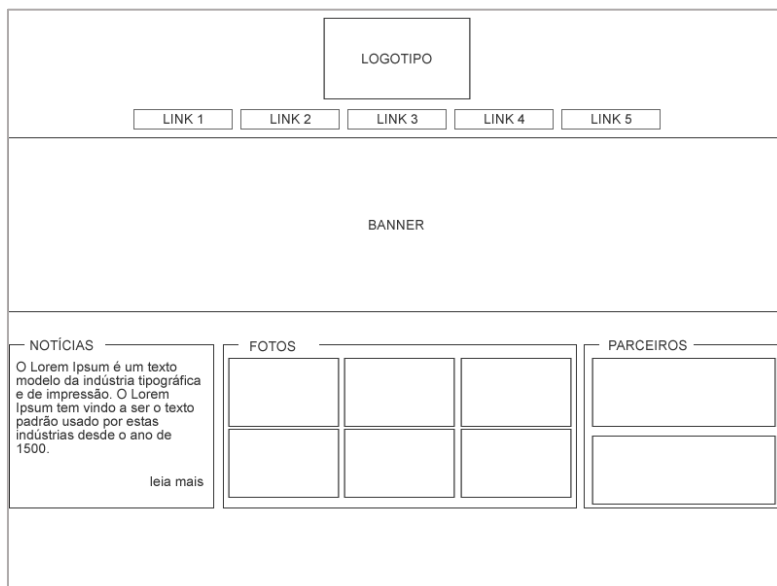 LOGOTIPO
LINK 1 LINK 2 LINK 3 LINK 4 LINK 5
BANNER
NOTÍCIAS
O Lorem Ipsum é um texto
modelo da indústria tipográfica
e de impressão. O Lorem
Ipsum tem vindo a ser o texto
padrão usado por estas
indústrias desde o ano de
1500.
leia mais
FOTOS
PARCEIROS